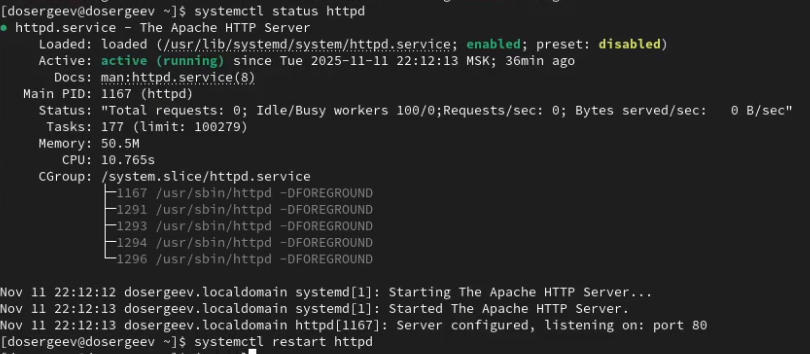 [dosergeev@dosergeev ~]$ systemctl status httpd
● httpd.service - The Apache HTTP Server
Loaded: loaded (/usr/lib/systemd/system/httpd.service; enabled; preset: disabled)
Active: active (running) since Tue 2025-11-11 22:12:13 MSK; 36min ago
Docs: man:httpd.service(8)
Main PID: 1167 (httpd)
Status: "Total requests: 0; Idle/Busy workers 100/0;Requests/sec: 0; Bytes served/sec:   0 B/sec"
Tasks: 177 (limit: 100279)
Memory: 50.5M
CPU: 10.765s
CGroup: /system.slice/httpd.service
├─1167 /usr/sbin/httpd -DFOREGROUND
├─1291 /usr/sbin/httpd -DFOREGROUND
├─1293 /usr/sbin/httpd -DFOREGROUND
├─1294 /usr/sbin/httpd -DFOREGROUND
└─1296 /usr/sbin/httpd -DFOREGROUND
Nov 11 22:12:12 dosergeev.localdomain systemd[1]: Starting The Apache HTTP Server...
Nov 11 22:12:13 dosergeev.localdomain systemd[1]: Started The Apache HTTP Server.
Nov 11 22:12:13 dosergeev.localdomain httpd[1167]: Server configured, listening on: port 80
[dosergeev@dosergeev ~]$ systemctl restart httpd